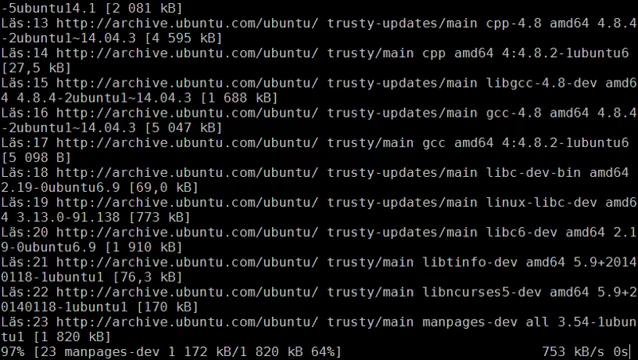 -5ubuntu14.1 [2 081 kB]
Läs:13 http://archive.ubuntu.com/ubuntu/ trusty-updates/main cpp-4.8 amd64 4.8.4
-2ubuntu1~14.04.3 [4 595 kB]
Läs:14 http://archive.ubuntu.com/ubuntu/ trusty/main cpp amd64 4:4.8.2-1ubuntu6
[27,5 kB]
Läs:15 http://archive.ubuntu.com/ubuntu/ trusty-updates/main libgcc-4.8-dev amd6
4 4.8.4-2ubuntu1~14.04.3 [1 688 kB]
Läs:16 http://archive.ubuntu.com/ubuntu/ trusty-updates/main gcc-4.8 amd64 4.8.4
-2ubuntu1~14.04.3 [5 047 kB]
Läs:17 http://archive.ubuntu.com/ubuntu/ trusty/main gcc amd64 4:4.8.2-1ubuntu6
[5 098 B]
Läs:18 http://archive.ubuntu.com/ubuntu/ trusty-updates/main libc-dev-bin amd64
2.19-0ubuntu6.9 [69,0 kB]
Läs:19 http://archive.ubuntu.com/ubuntu/ trusty-updates/main linux-libc-dev amd6
4 3.13.0-91.138 [773 kB]
Läs:20 http://archive.ubuntu.com/ubuntu/ trusty-updates/main libc6-dev amd64 2.1
9-0ubuntu6.9 [1 910 kB]
Läs:21 http://archive.ubuntu.com/ubuntu/ trusty/main libtinfo-dev amd64 5.9+2014
0118-1ubuntu1 [76,3 kB]
Läs:22 http://archive.ubuntu.com/ubuntu/ trusty/main libncurses5-dev amd64 5.9+2
0140118-1ubuntu1 [170 kB]
Läs:23 http://archive.ubuntu.com/ubuntu/ trusty/main manpages-dev all 3.54-1ubun
tu1 [1 820 kB]
97% [23 manpages-dev 1 172 kB/1 820 kB 64%] 753 kB/s 0s